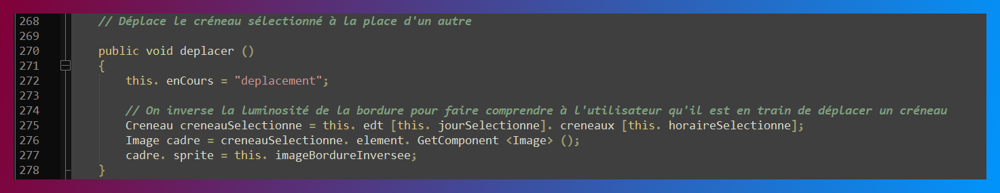 268 // Déplace le créneau sélectionné à la place d'un autre
269
270 public void deplacer ()
271 {
272 this. enCours = "deplacement";
273
274 // On inverse la luminosité de la bordure pour faire comprendre à l'utilisateur qu'il est en train de déplacer un créneau
275 Creneau creneauSelectionne = this. edt [this. jourSelectionne]. creneaux [this. horaireSelectionne];
276 Image cadre = creneauSelectionne. element. GetComponent <Image> ();
277 cadre. sprite = this. imageBordureInversee;
278 }